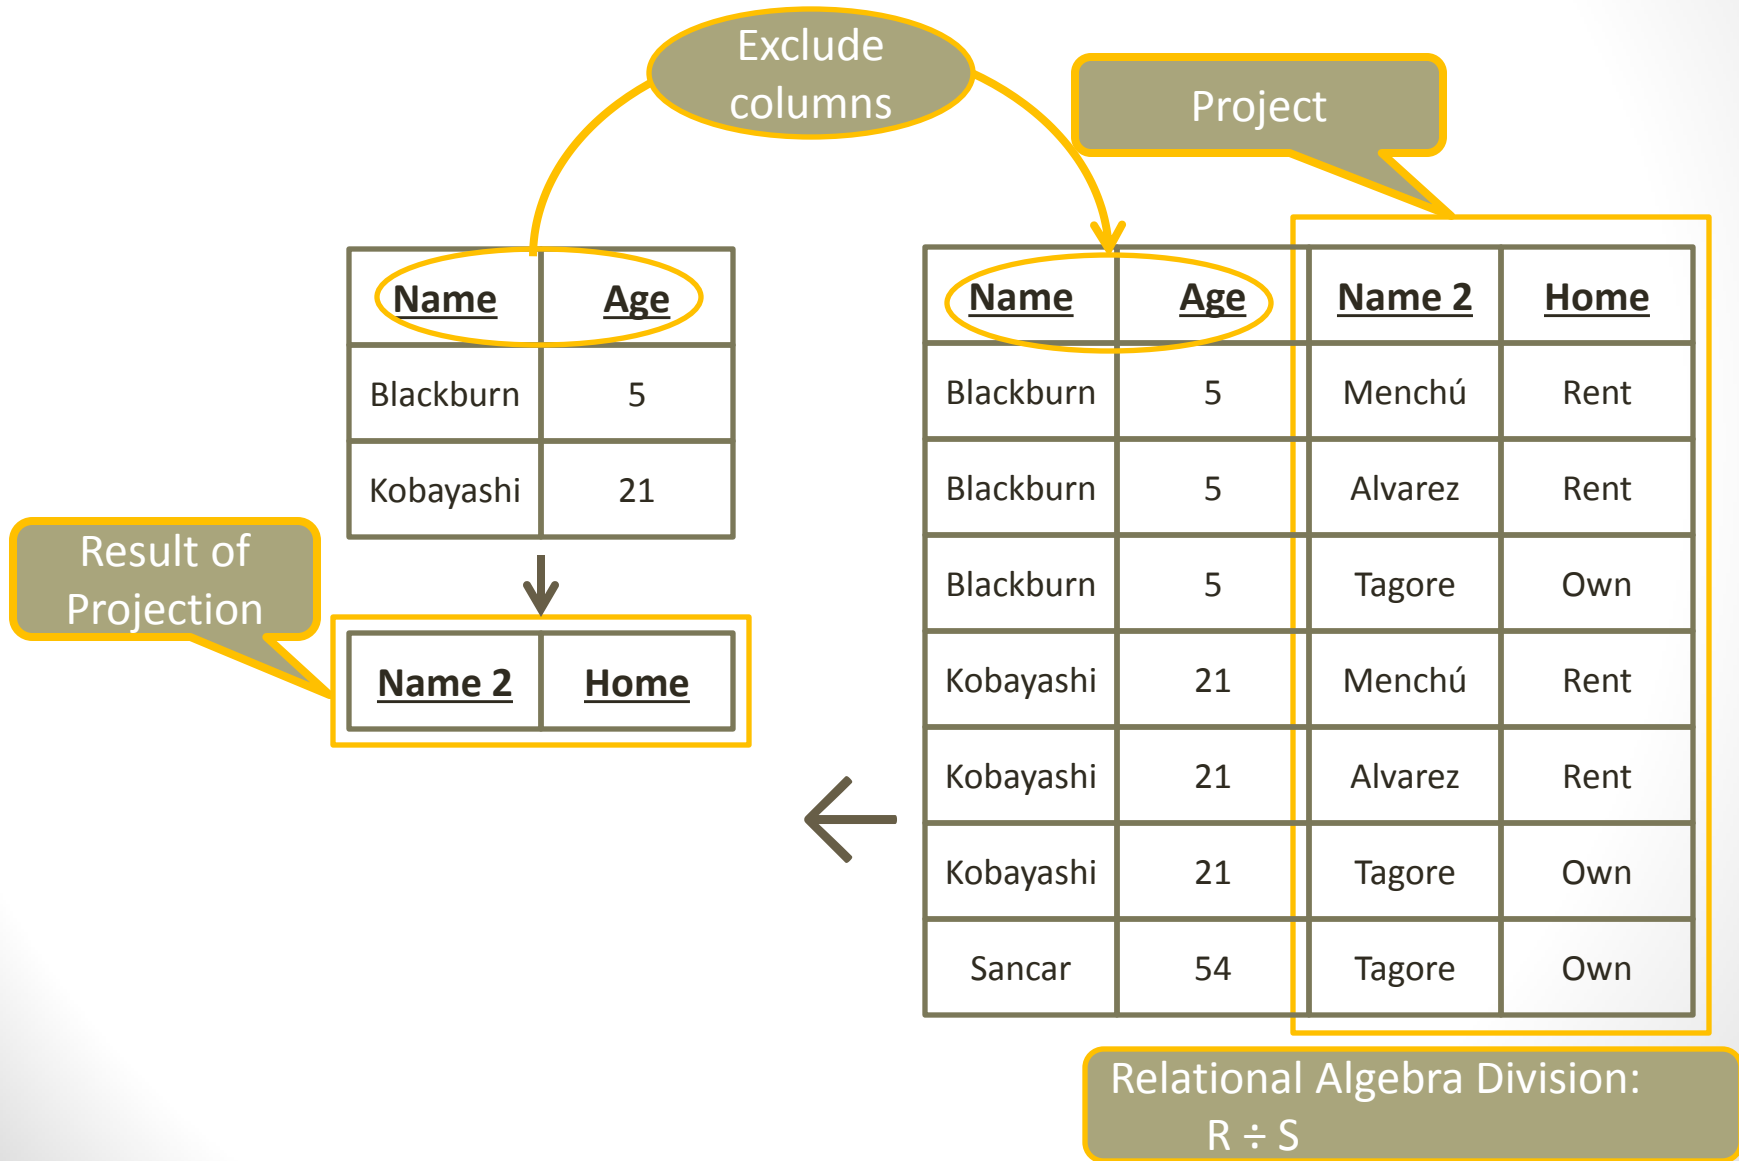 Exclude
columns
Project
Name Age
Blackburn 5
Kobayashi 21
Result of
Projection
Name 2 Home
Name Age Name 2 Home
Blackburn 5 Menchú Rent
Blackburn 5 Alvarez Rent
Blackburn 5 Tagore Own
Kobayashi 21 Menchú Rent
Kobayashi 21 Alvarez Rent
Kobayashi 21 Tagore Own
Sancar 54 Tagore Own
Relational Algebra Division:
R ÷ S